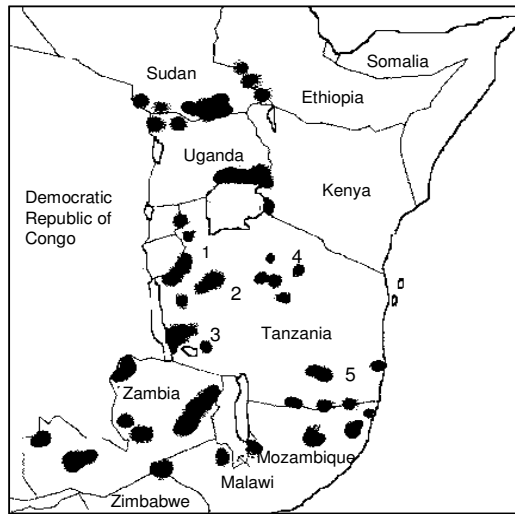 Somalia
Sudan
Ethiopia
Uganda
Kenya
Democratic
Republic of
Congo
1
4
2
3
Tanzania
5
Zambia
Mozambique
Malawi
Zimbabwe